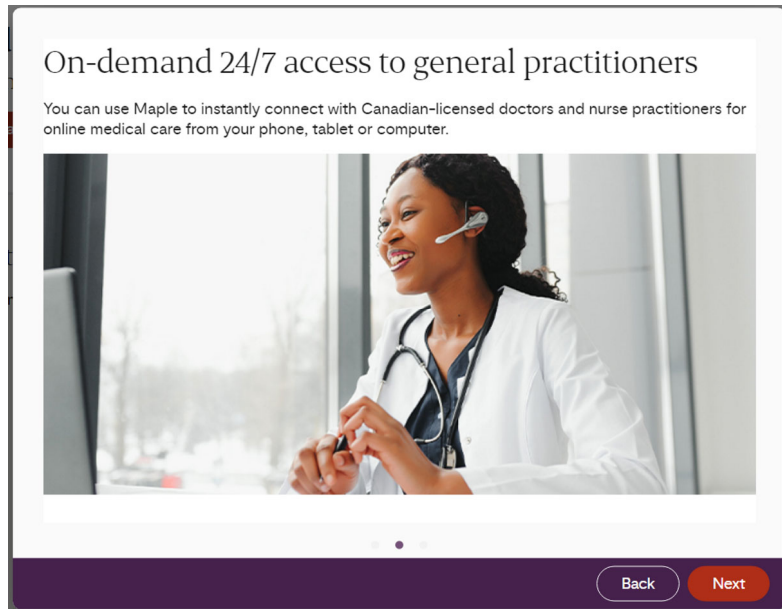 On-demand 24/7 access to general practitioners
You can use Maple to instantly connect with Canadian-licensed doctors and nurse practitioners for
online medical care from your phone, tablet or computer.
Back
Next